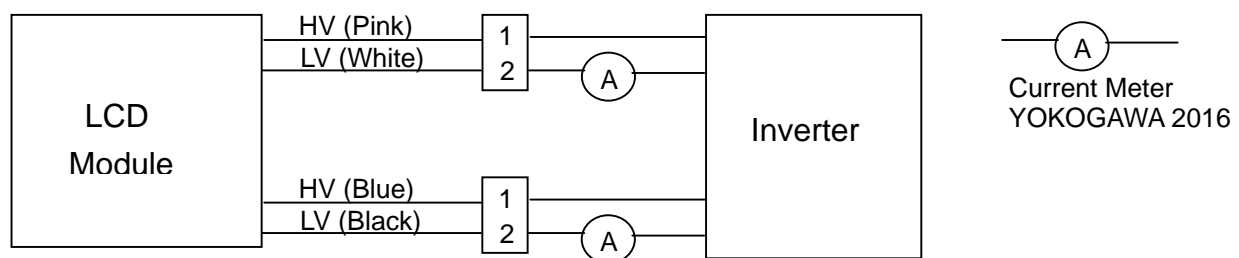 HV (Pink)
LV (White)
1
2
A
A
Current Meter
YOKOGAWA 2016
LCD
Module
Inverter
HV (Blue)
LV (Black)
1
2
A